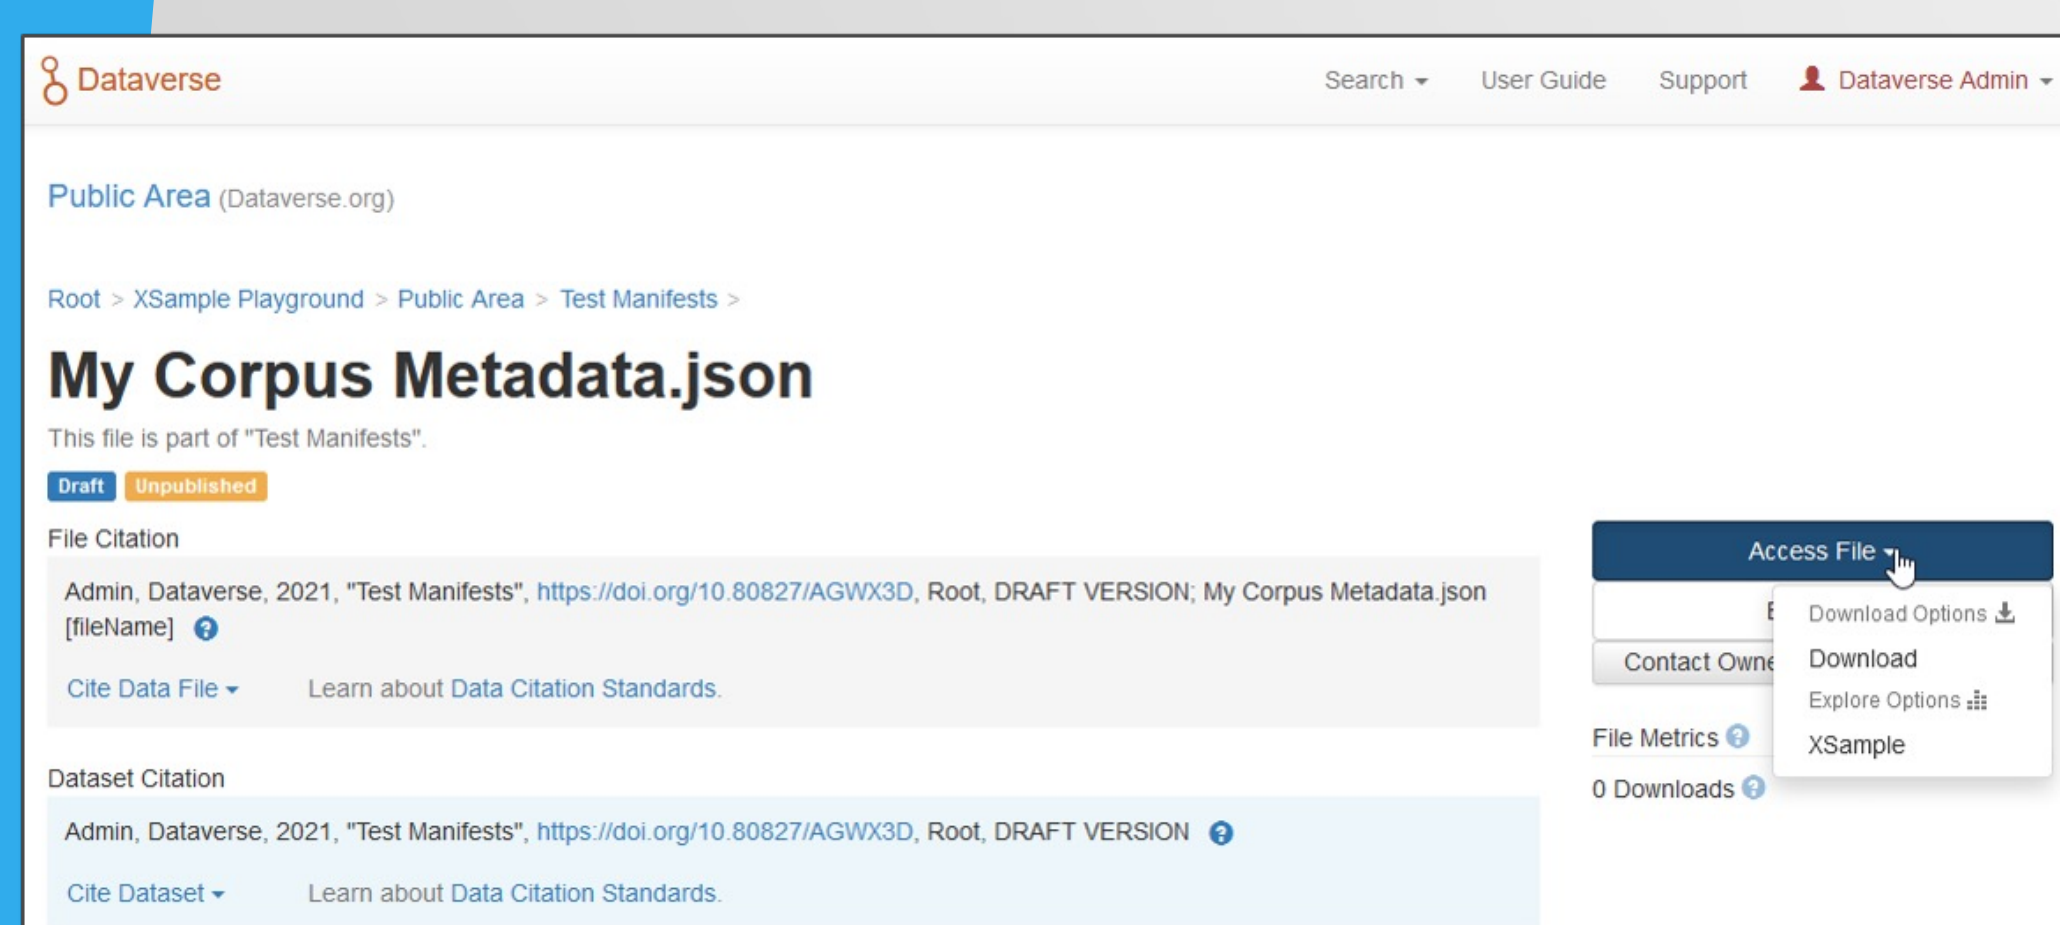 Dataverse
Search User Guide Support Dataverse Admin
Public Area (Dataverse.org)
Root > XSample Playground > Public Area > Test Manifests >
My Corpus Metadata.json
This file is part of "Test Manifests".
Draft Unpublished
File Citation
Admin, Dataverse, 2021, "Test Manifests", https://doi.org/10.80827/AGWX3D, Root, DRAFT VERSION; My Corpus Metadata.json
[fileName] ?
Cite Data File Learn about Data Citation Standards.
Dataset Citation
Admin, Dataverse, 2021, "Test Manifests", https://doi.org/10.80827/AGWX3D, Root, DRAFT VERSION ?
Cite Dataset Learn about Data Citation Standards.
Access File
Download Options
Contact
Download
Explore Options
File Metrics ?
XSample
0 Downloads ?